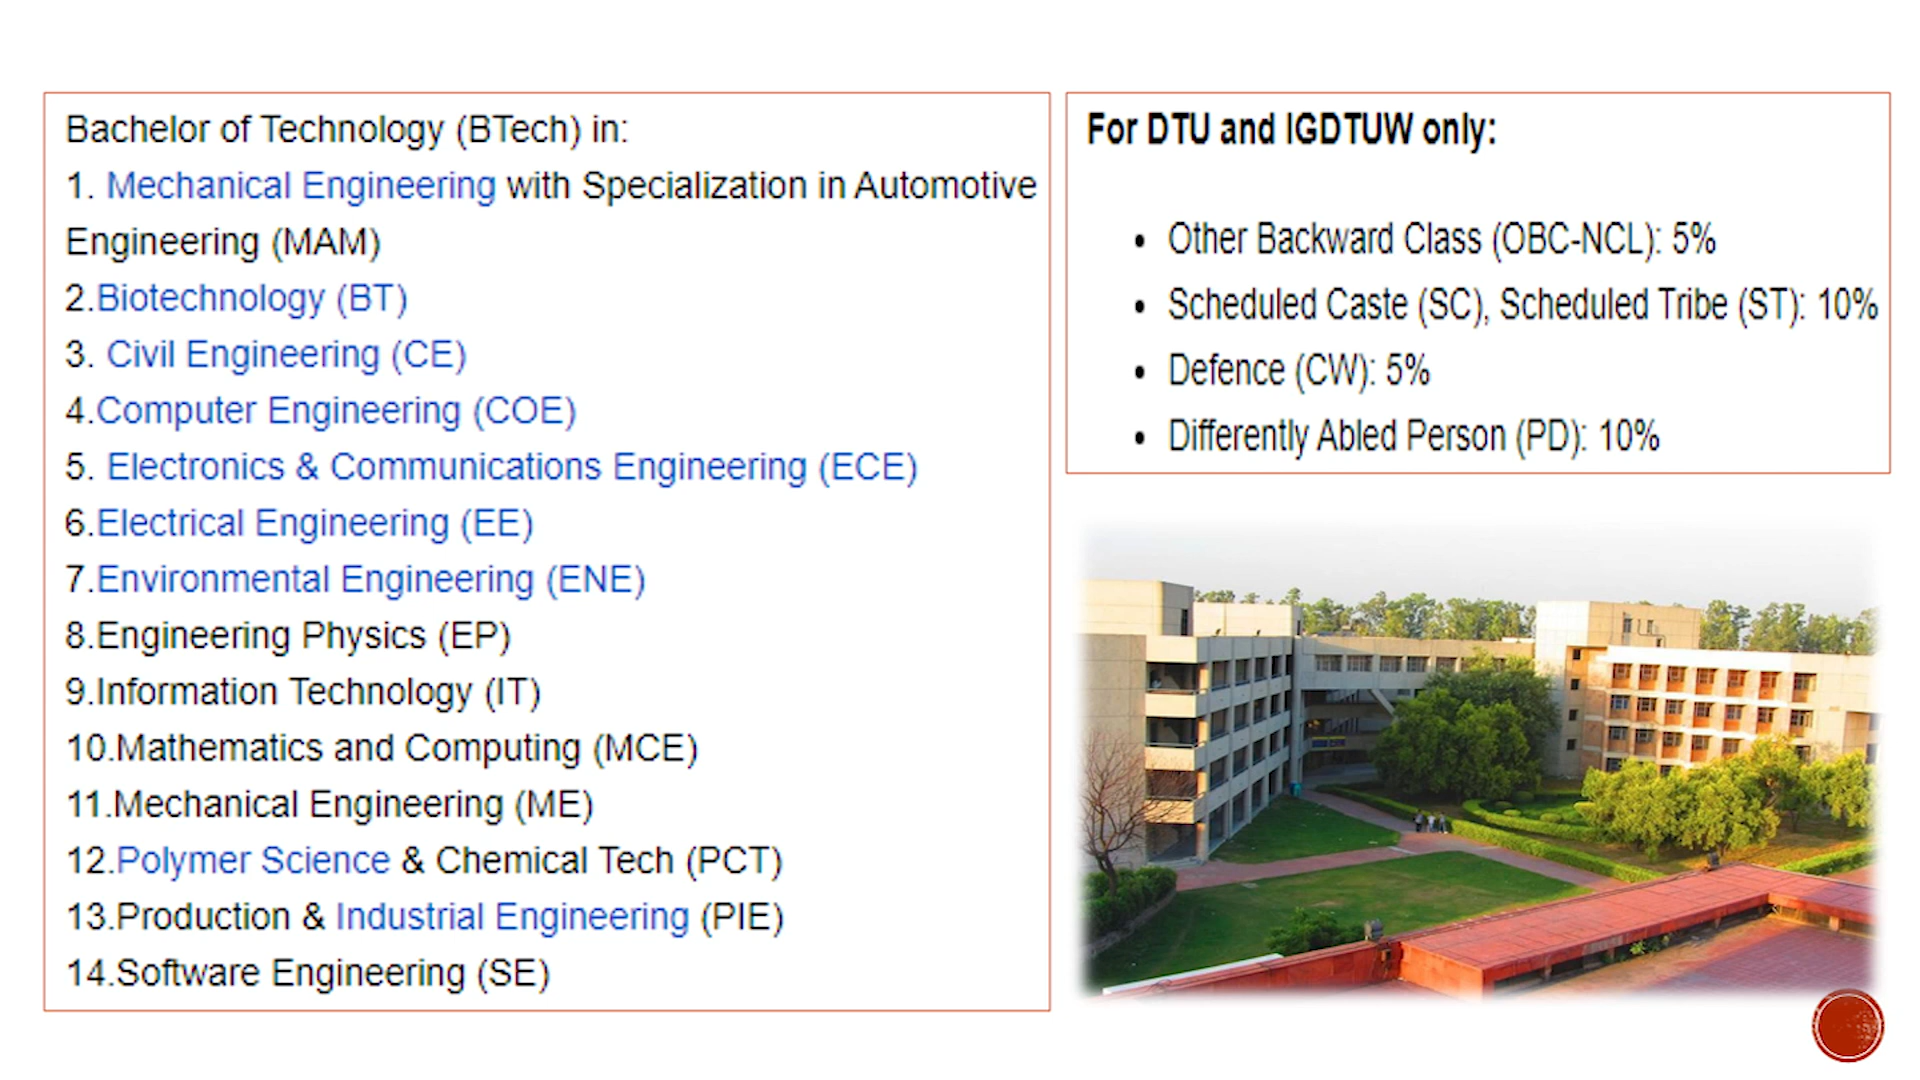 Bachelor of Technology (BTech) in:
1. Mechanical Engineering with Specialization in Automotive
Engineering (MAM)
2.Biotechnology (BT)
3. Civil Engineering (CE)
4.Computer Engineering (COE)
5. Electronics & Communications Engineering (ECE)
6.Electrical Engineering (EE)
7.Environmental Engineering (ENE)
8.Engineering Physics (EP)
9.Information Technology (IT)
10.Mathematics and Computing (MCE)
11.Mechanical Engineering (ME)
12.Polymer Science & Chemical Tech (PCT)
13.Production & Industrial Engineering (PIE)
14.Software Engineering (SE)
For DTU and IGDTUW only:
• Other Backward Class (OBC-NCL): 5%
• Scheduled Caste (SC), Scheduled Tribe (ST): 10%
• Defence (CW): 5%
• Differently Abled Person (PD): 10%